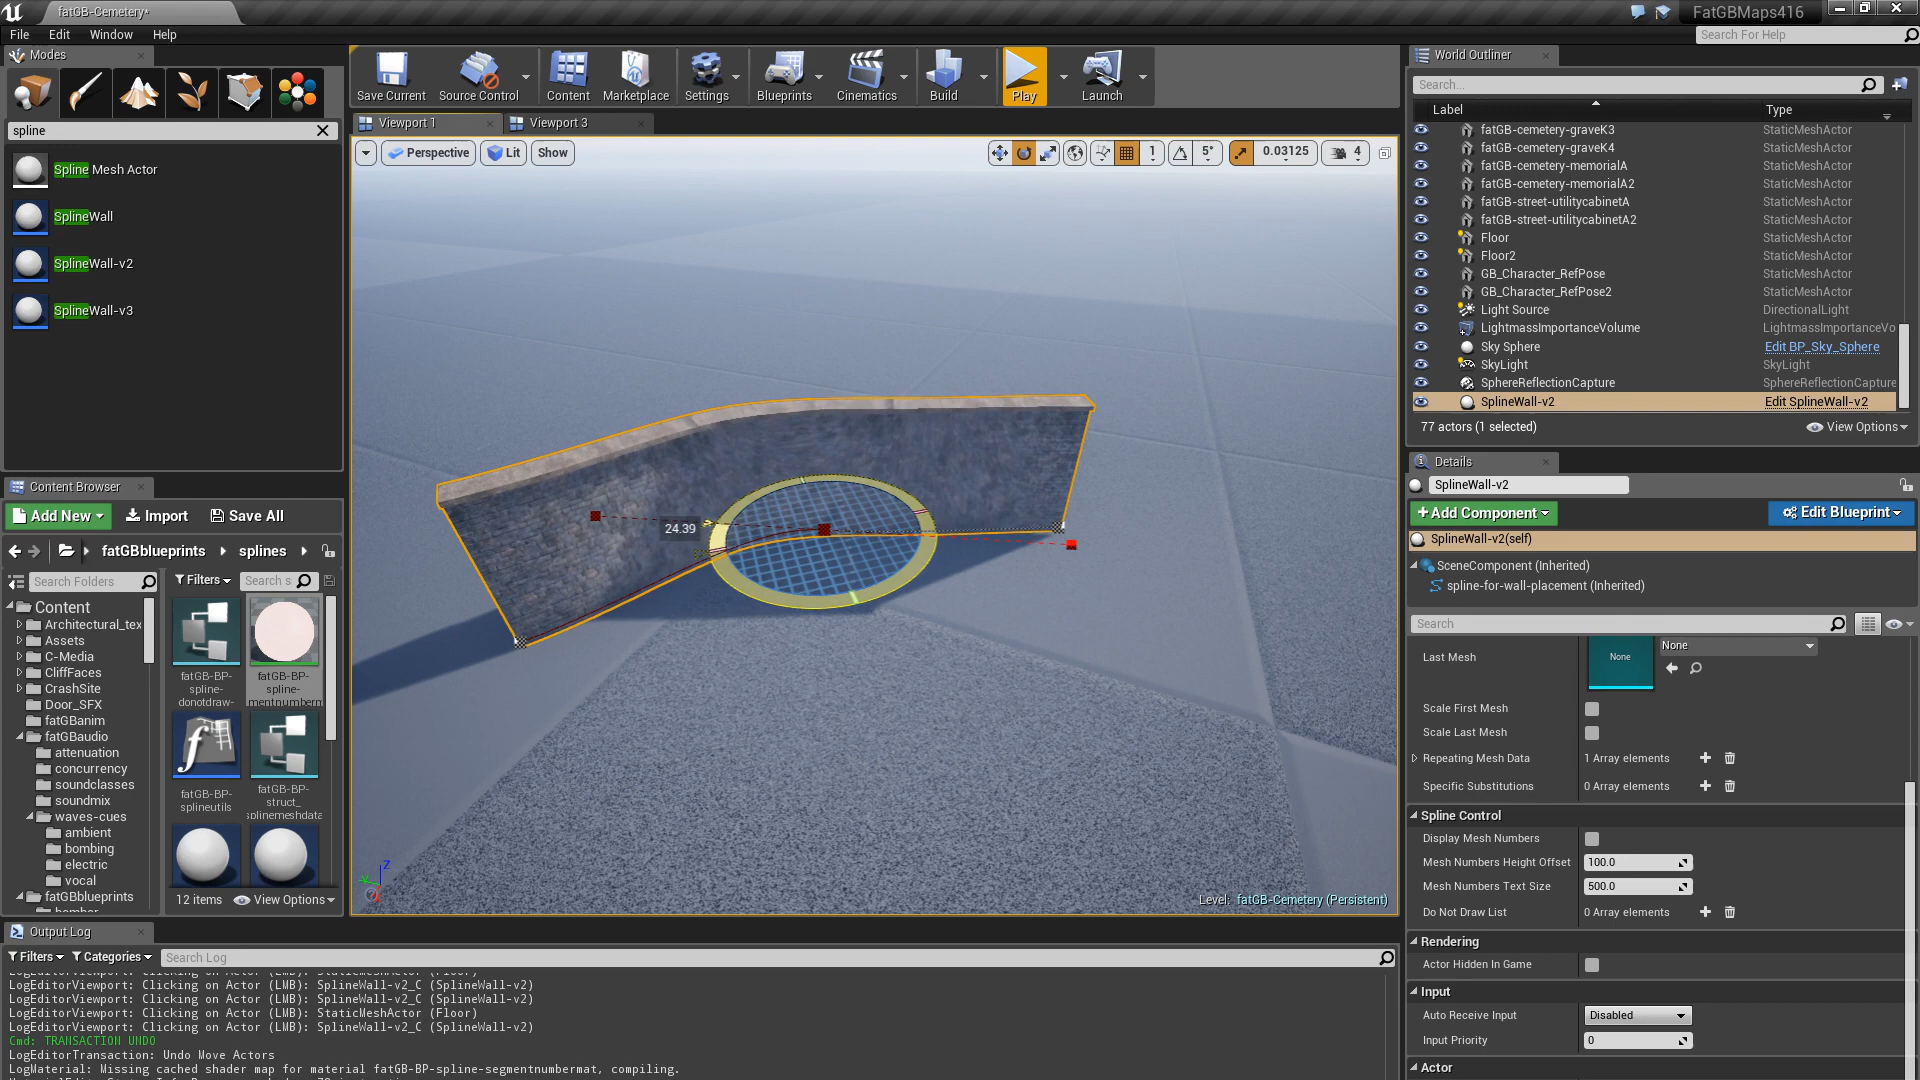 fatGB-Cemetery*
FatGBMaps416
File Edit Window Help
Search For Help
Modes
spline
Spline Mesh Actor
SplineWall
SplineWall-v2
SplineWall-v3
Save Current
Source Control
Content
Marketplace
Settings
Blueprints
Cinematics
Build
Play
Launch
Viewport 1
Viewport 3
Perspective
Lit
Show
1
5°
0.03125
4
24.39
Z
Level: fatGB-Cemetery (Persistent)
World Outliner
Search...
Label Type
fatGB-cemetery-graveK3 StaticMeshActor
fatGB-cemetery-graveK4 StaticMeshActor
fatGB-cemetery-memorialA StaticMeshActor
fatGB-cemetery-memorialA2 StaticMeshActor
fatGB-street-utilitycabinetA StaticMeshActor
fatGB-street-utilitycabinetA2 StaticMeshActor
Floor StaticMeshActor
Floor2 StaticMeshActor
GB_Character_RefPose StaticMeshActor
GB_Character_RefPose2 StaticMeshActor
Light Source DirectionalLight
LightmassImportanceVolume LightmassImportanceVo
Sky Sphere Edit BP_Sky_Sphere
SkyLight SkyLight
SphereReflectionCapture SphereReflectionCapture
SplineWall-v2 Edit SplineWall-v2
77 actors (1 selected)
View Options
Details
SplineWall-v2
+Add Component
Edit Blueprint
SplineWall-v2(self)
SceneComponent (Inherited)
spline-for-wall-placement (Inherited)
Search
Last Mesh
None
None
Scale First Mesh
Scale Last Mesh
Repeating Mesh Data 1 Array elements
Specific Substitutions 0 Array elements
Spline Control
Display Mesh Numbers
Mesh Numbers Height Offset 100.0
Mesh Numbers Text Size 500.0
Do Not Draw List 0 Array elements
Rendering
Actor Hidden In Game
Input
Auto Receive Input Disabled
Input Priority 0
Actor
Content Browser
Add New
Import
Save All
fatGBblueprints
splines
Search Folders
Filters
Search s
Content
Architectural_tex
Assets
C-Media
CliffFaces
CrashSite
Door_SFX
fatGBanim
fatGBaudio
attenuation
concurrency
soundclasses
soundmix
waves-cues
ambient
bombing
electric
vocal
fatGBblueprints
fatGB-BP-
spline-
donotdraw-
fatGB-BP-
spline-
mentnumberm
fatGB-BP-
splineutils
fatGB-BP-
struct_
splinemeshdata
12 items
View Options
Output Log
Filters
Categories
Search Log
LogEditorViewport: Clicking on Actor (LMB): StaticMeshActor (Floor)
LogEditorViewport: Clicking on Actor (LMB): SplineWall-v2_C (SplineWall-v2)
LogEditorViewport: Clicking on Actor (LMB): SplineWall-v2_C (SplineWall-v2)
LogEditorViewport: Clicking on Actor (LMB): StaticMeshActor (Floor)
LogEditorViewport: Clicking on Actor (LMB): SplineWall-v2_C (SplineWall-v2)
Cmd: TRANSACTION UNDO
LogEditorTransaction: Undo Move Actors
LogMaterial: Missing cached shader map for material fatGB-BP-spline-segmentnumbermat, compiling.